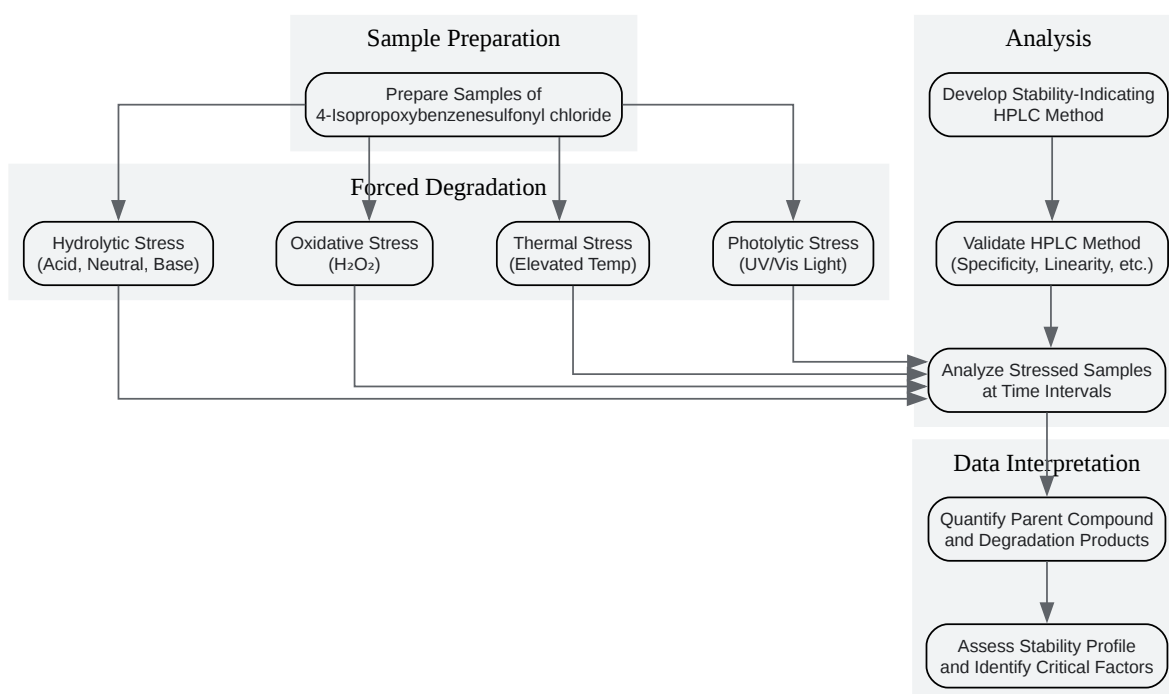 Sample Preparation
Prepare Samples of
4-Isopropoxybenzenesulfonyl chloride
Forced Degradation
Hydrolytic Stress
(Acid, Neutral, Base)
Oxidative Stress
(H₂O₂)
Thermal Stress
(Elevated Temp)
Photolytic Stress
(UV/Vis Light)
Analysis
Develop Stability-Indicating
HPLC Method
Validate HPLC Method
(Specificity, Linearity, etc.)
Analyze Stressed Samples
at Time Intervals
Data Interpretation
Quantify Parent Compound
and Degradation Products
Assess Stability Profile
and Identify Critical Factors